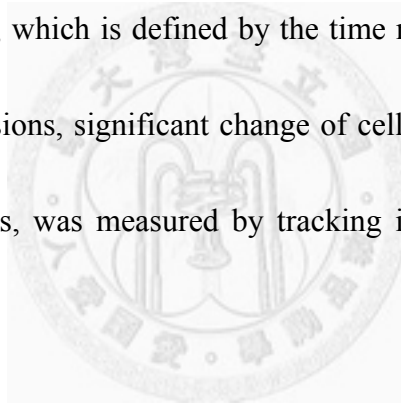 , which is defined by the time
sions, significant change of cell
s, was measured by tracking